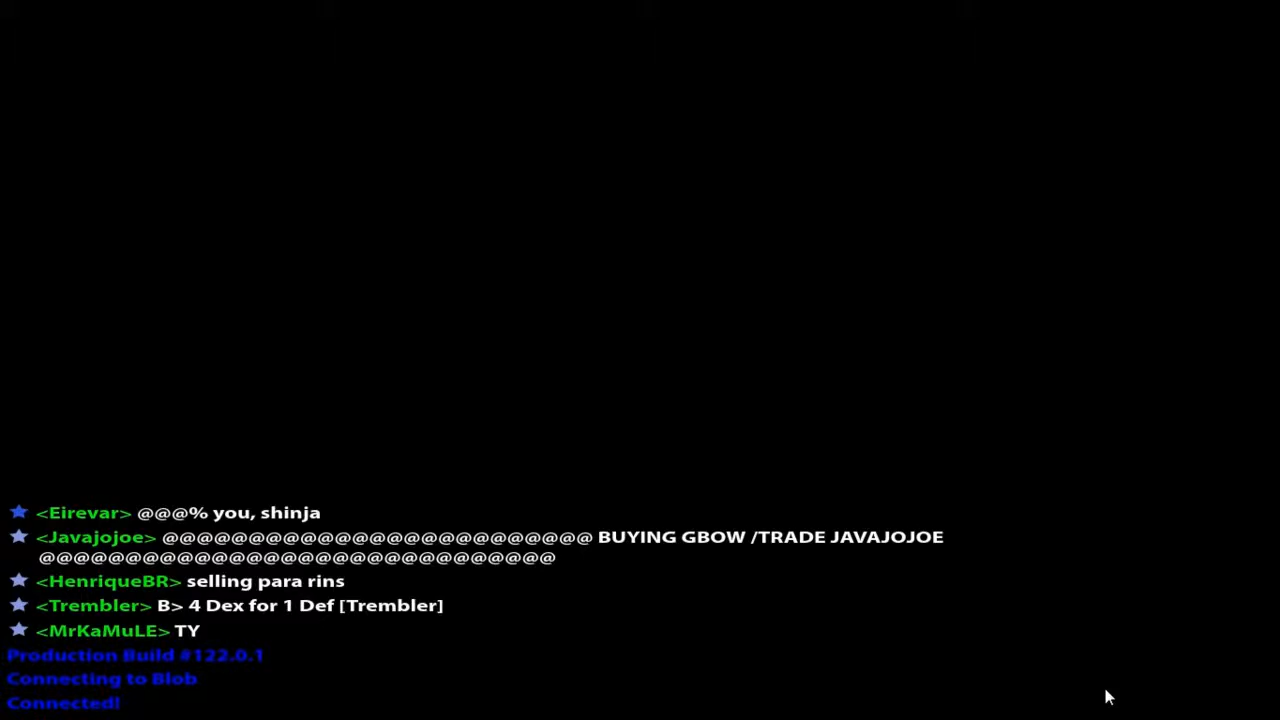 <Eirevar> @@@% you, shinja
<Javajojoe> @@@@@@@@@@@@@@@@@@@@@@@@@ BUYING GBOW /TRADE JAVAJOJOE
@@@@@@@@@@@@@@@@@@@@@@@@@@@@@@
<HenriqueBR> selling para rins
<Trembler> B> 4 Dex for 1 Def [Trembler]
<MrKaMuLE> TY
Production Build #122.0.1
Connecting to Blob
Connected!